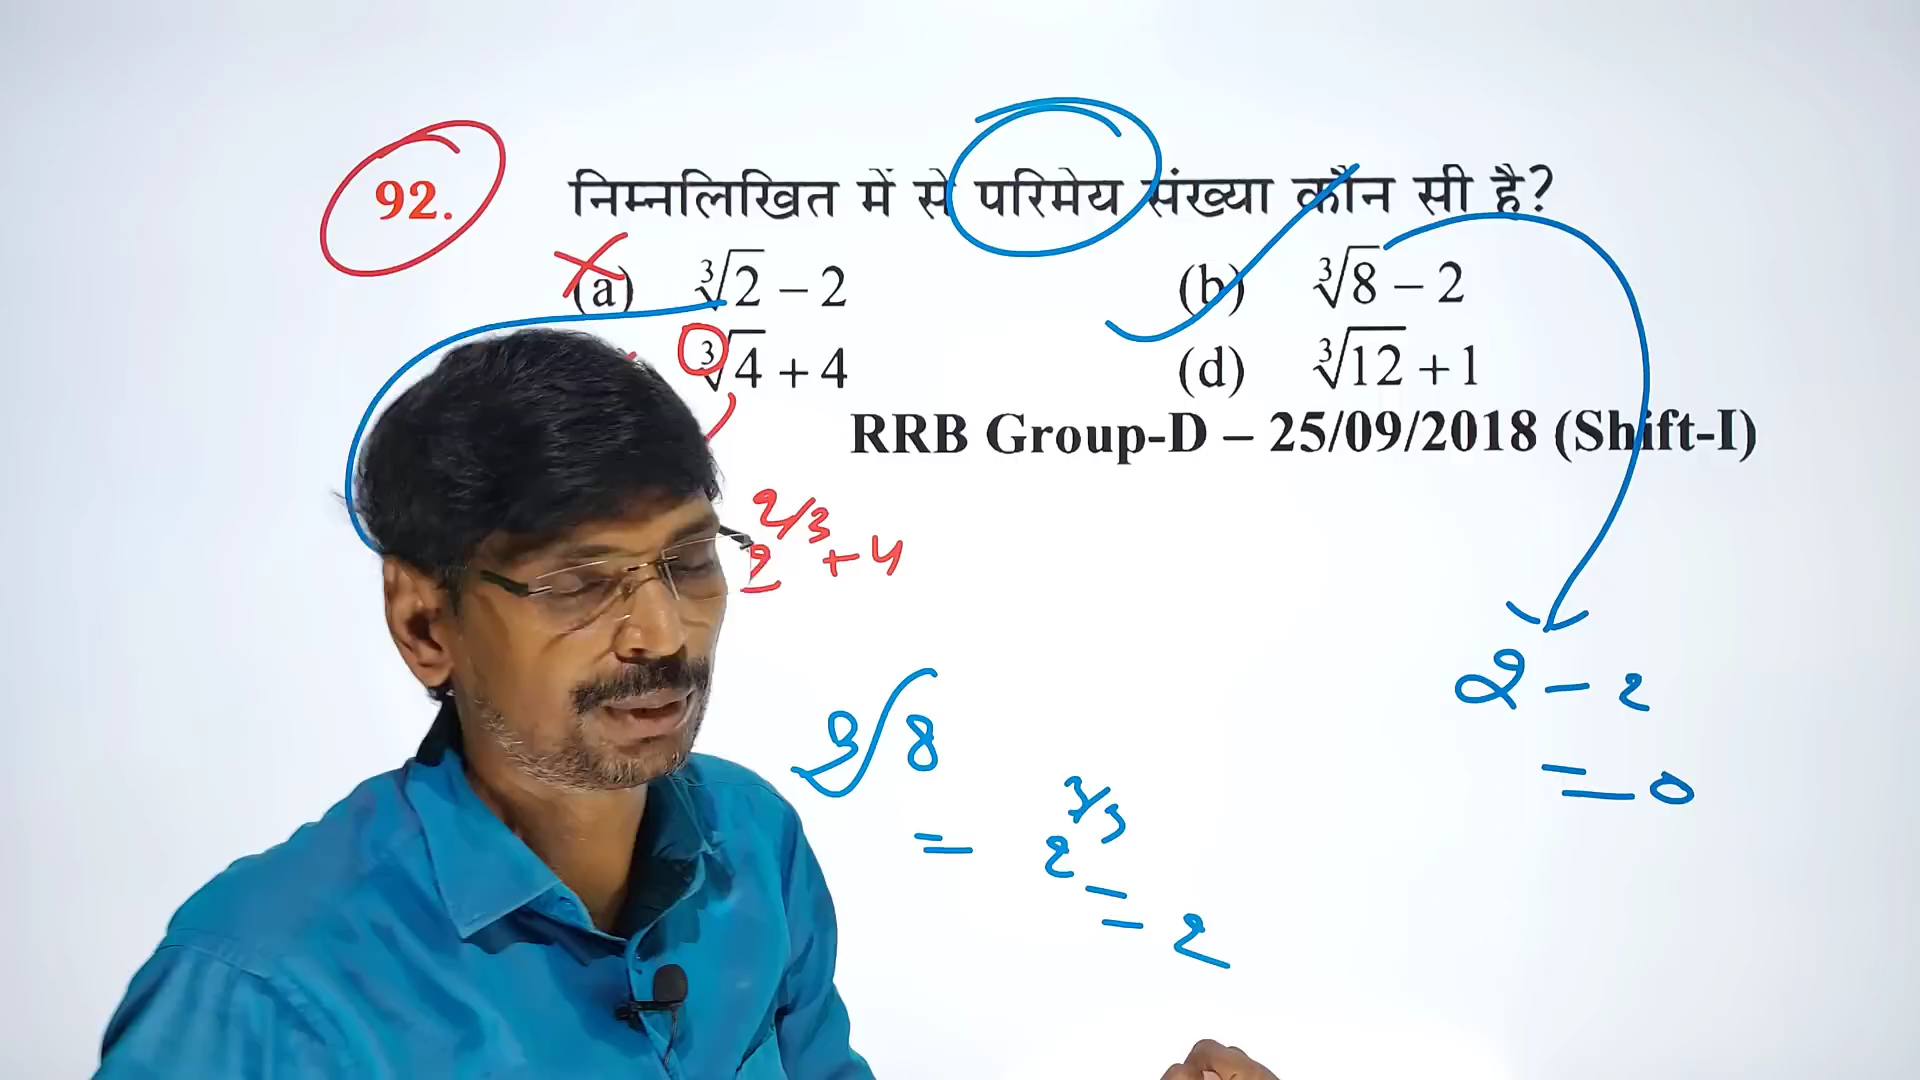 92. निम्नलिखित में से परिमेय संख्या कौन सी है?
(a) ∛2 − 2 (b) ∛8 − 2
∛4 + 4 (d) ∛12 + 1
RRB Group-D – 25/09/2018 (Shift-I)
2^2/3 + 4
2 − 2
= 0
∛8
= 2^3/3
= 2